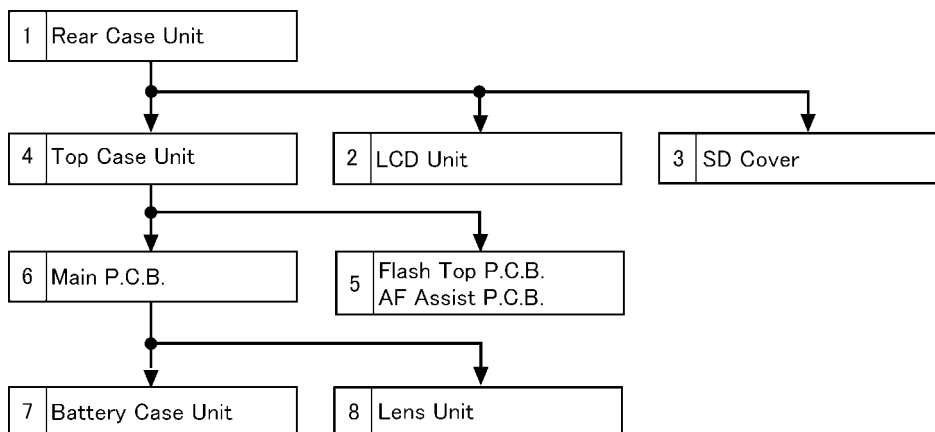 1 Rear Case Unit
4 Top Case Unit
2 LCD Unit
3 SD Cover
6 Main P.C.B.
5 Flash Top P.C.B.
AF Assist P.C.B.
7 Battery Case Unit
8 Lens Unit